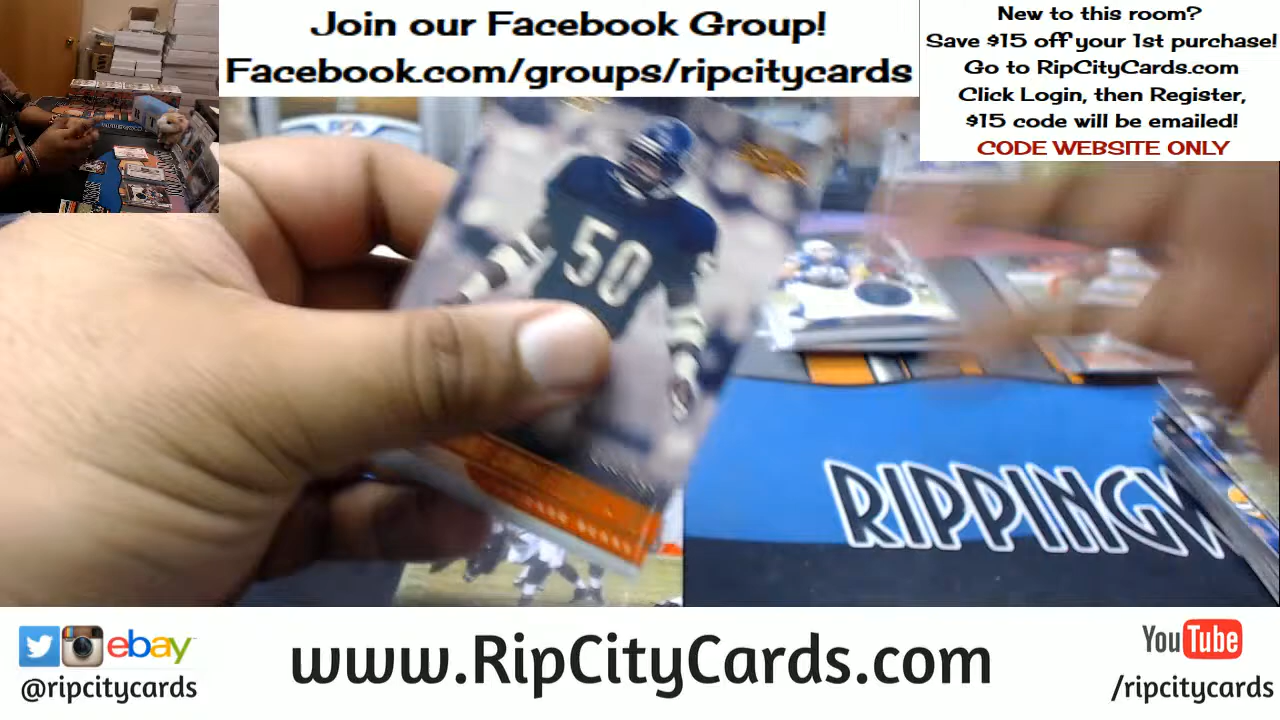 Join our Facebook Group!
Facebook.com/groups/ripcitycards
New to this room?
Save $15 off your 1st purchase!
Go to RipCityCards.com
Click Login, then Register,
$15 code will be emailed!
CODE WEBSITE ONLY
50
RIPPINGW
ebay
@ripcitycards
www.RipCityCards.com
YouTube
/ripcitycards